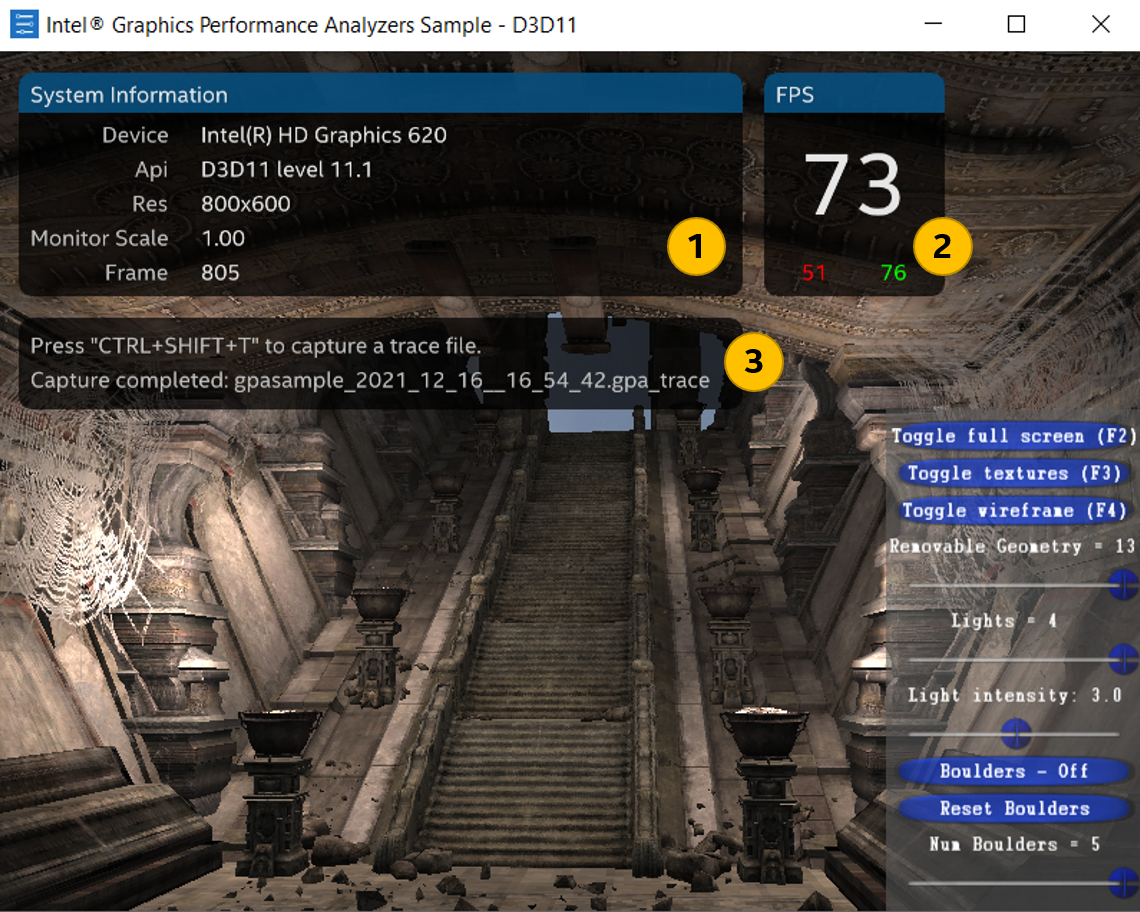 Intel® Graphics Performance Analyzers Sample - D3D11
System Information
Device Intel(R) HD Graphics 620
Api D3D11 level 11.1
Res 800x600
Monitor Scale 1.00
Frame 805
1
FPS
73
51 76
2
Press "CTRL+SHIFT+T" to capture a trace file.
Capture completed: gpasample_2021_12_16__16_54_42.gpa_trace
3
Toggle full screen (F2)
Toggle textures (F3)
Toggle wireframe (F4)
Removable Geometry = 13
Lights = 4
Light intensity: 3.0
Boulders - Off
Reset Boulders
Num Boulders = 5